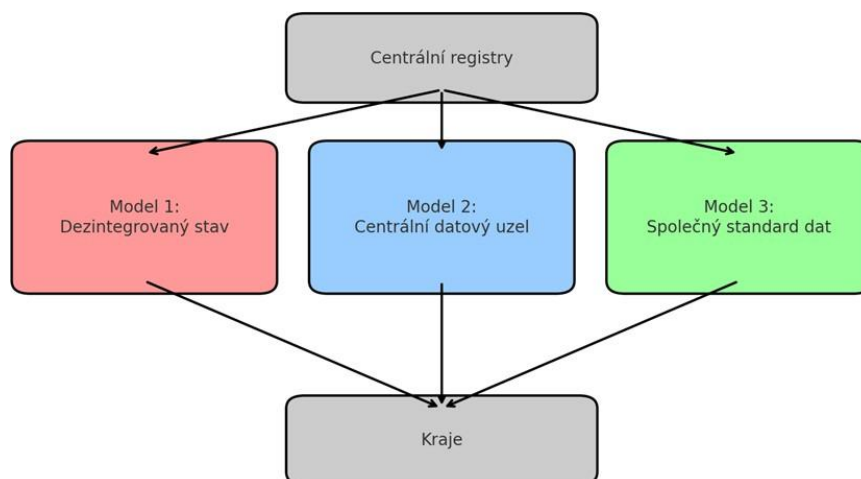 Centrální registry
Model 1:
Dezintegrovaný stav
Model 2:
Centrální datový uzel
Model 3:
Společný standard dat
Kraje